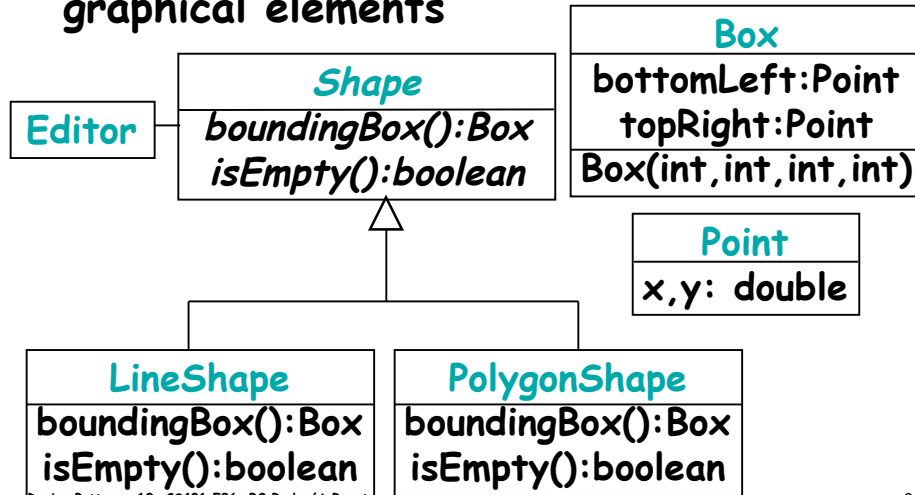 graphical elements
Editor
Shape
boundingBox():Box
isEmpty():boolean
Box
bottomLeft:Point
topRight:Point
Box(int,int,int,int)
Point
x,y: double
LineShape
boundingBox():Box
isEmpty():boolean
PolygonShape
boundingBox():Box
isEmpty():boolean